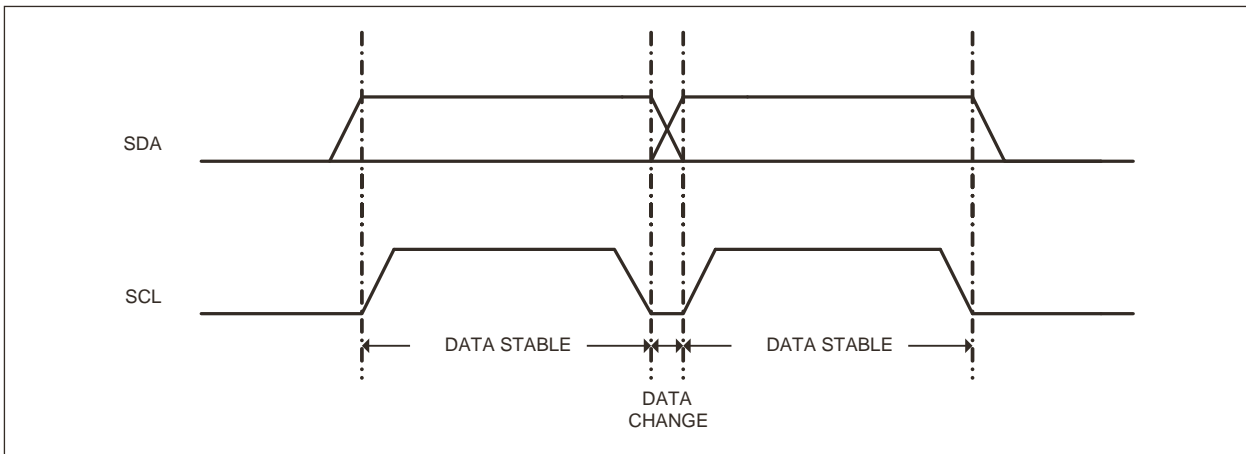 SDA
SCL
DATA STABLE
DATA STABLE
DATA
CHANGE